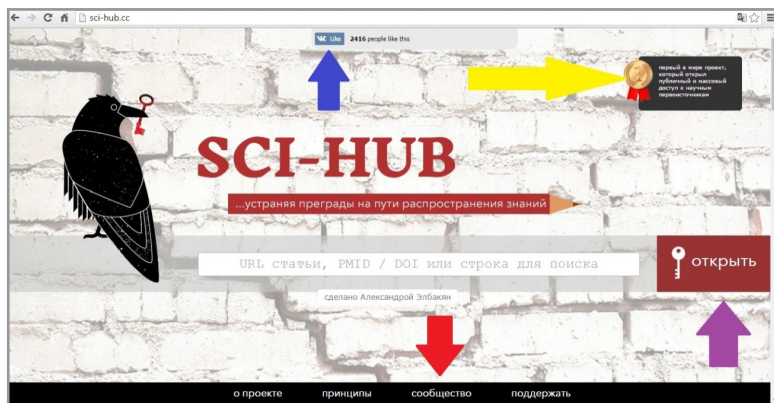 sci-hub.cc
Like 2416 people like this
первый в мире проект,
который открыл
публичный и массовый
доступ к научным
первоисточникам
SCI-HUB
...устраняя преграды на пути распространения знаний
URL статьи, PMID / DOI или строка для поиска
открыть
сделано Александрой Элбакян
о проекте принципы сообщество поддержать